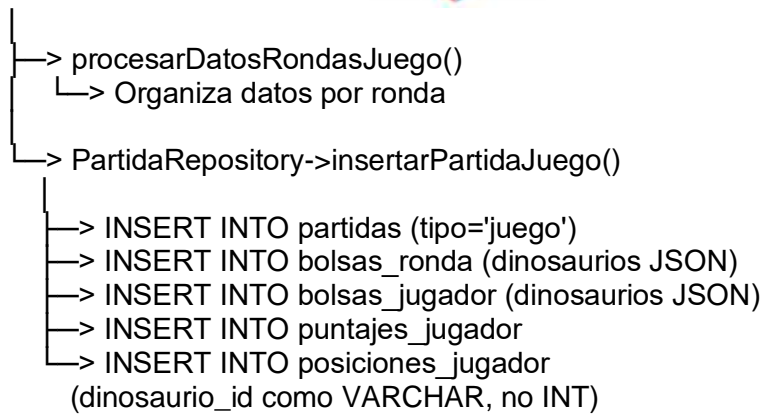 │
├─> procesarDatosRondasJuego()
│ └─> Organiza datos por ronda
│
└─> PartidaRepository->insertarPartidaJuego()
│
├─> INSERT INTO partidas (tipo='juego')
├─> INSERT INTO bolsas_ronda (dinosaurios JSON)
├─> INSERT INTO bolsas_jugador (dinosaurios JSON)
├─> INSERT INTO puntajes_jugador
└─> INSERT INTO posiciones_jugador
(dinosaurio_id como VARCHAR, no INT)